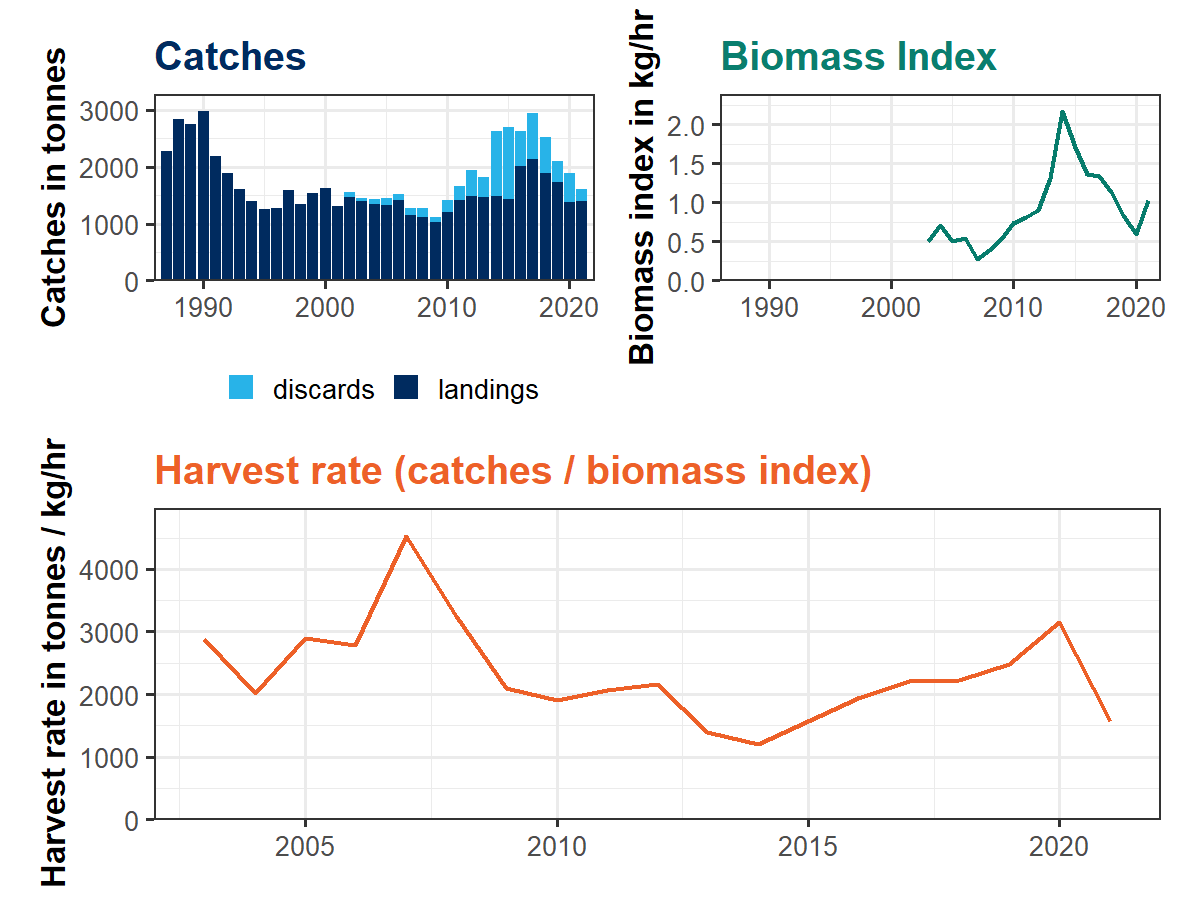 Catches
Catches in tonnes
3000
2000
1000
0
1990 2000 2010 2020
discards landings
Biomass Index
Biomass index in kg/hr
2.0
1.5
1.0
0.5
0.0
1990 2000 2010 2020
Harvest rate (catches / biomass index)
Harvest rate in tonnes / kg/hr
4000
3000
2000
1000
0
2005 2010 2015 2020